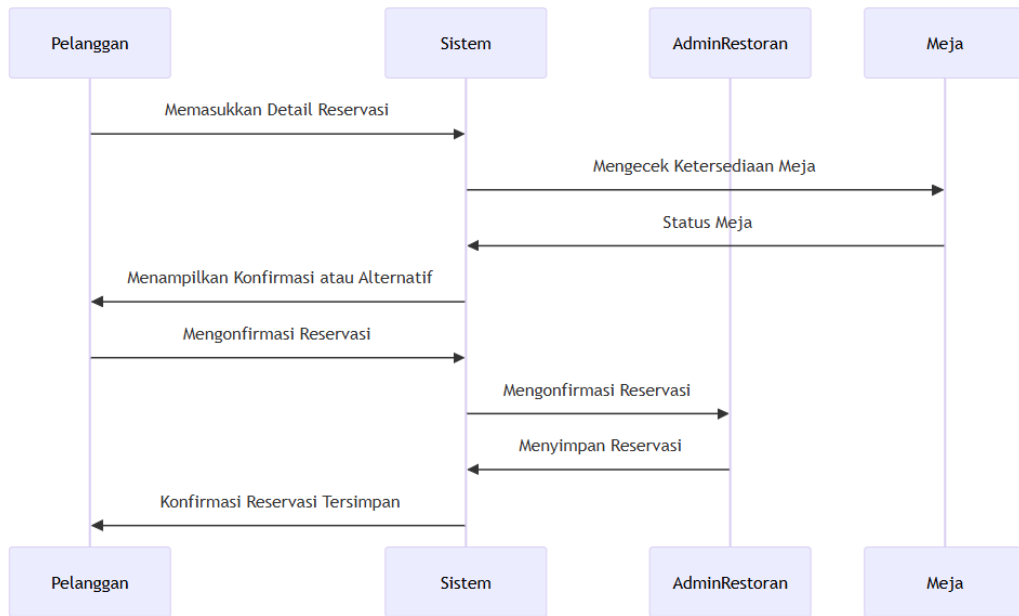 Pelanggan
Sistem
AdminRestoran
Meja
Memasukkan Detail Reservasi
Mengecek Ketersediaan Meja
Status Meja
Menampilkan Konfirmasi atau Alternatif
Mengonfirmasi Reservasi
Mengonfirmasi Reservasi
Menyimpan Reservasi
Konfirmasi Reservasi Tersimpan
Pelanggan
Sistem
AdminRestoran
Meja